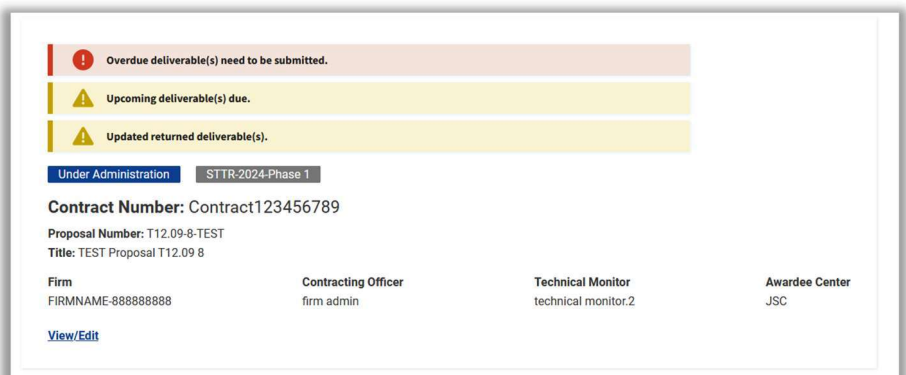 Overdue deliverable(s) need to be submitted.
Upcoming deliverable(s) due.
Updated returned deliverable(s).
Under Administration STTR-2024-Phase 1
Contract Number: Contract123456789
Proposal Number: T12.09-8-TEST
Title: TEST Proposal T12.09 8
Firm Contracting Officer Technical Monitor Awardee Center
FIRMNAME-888888888 firm admin technical monitor.2 JSC
View/Edit